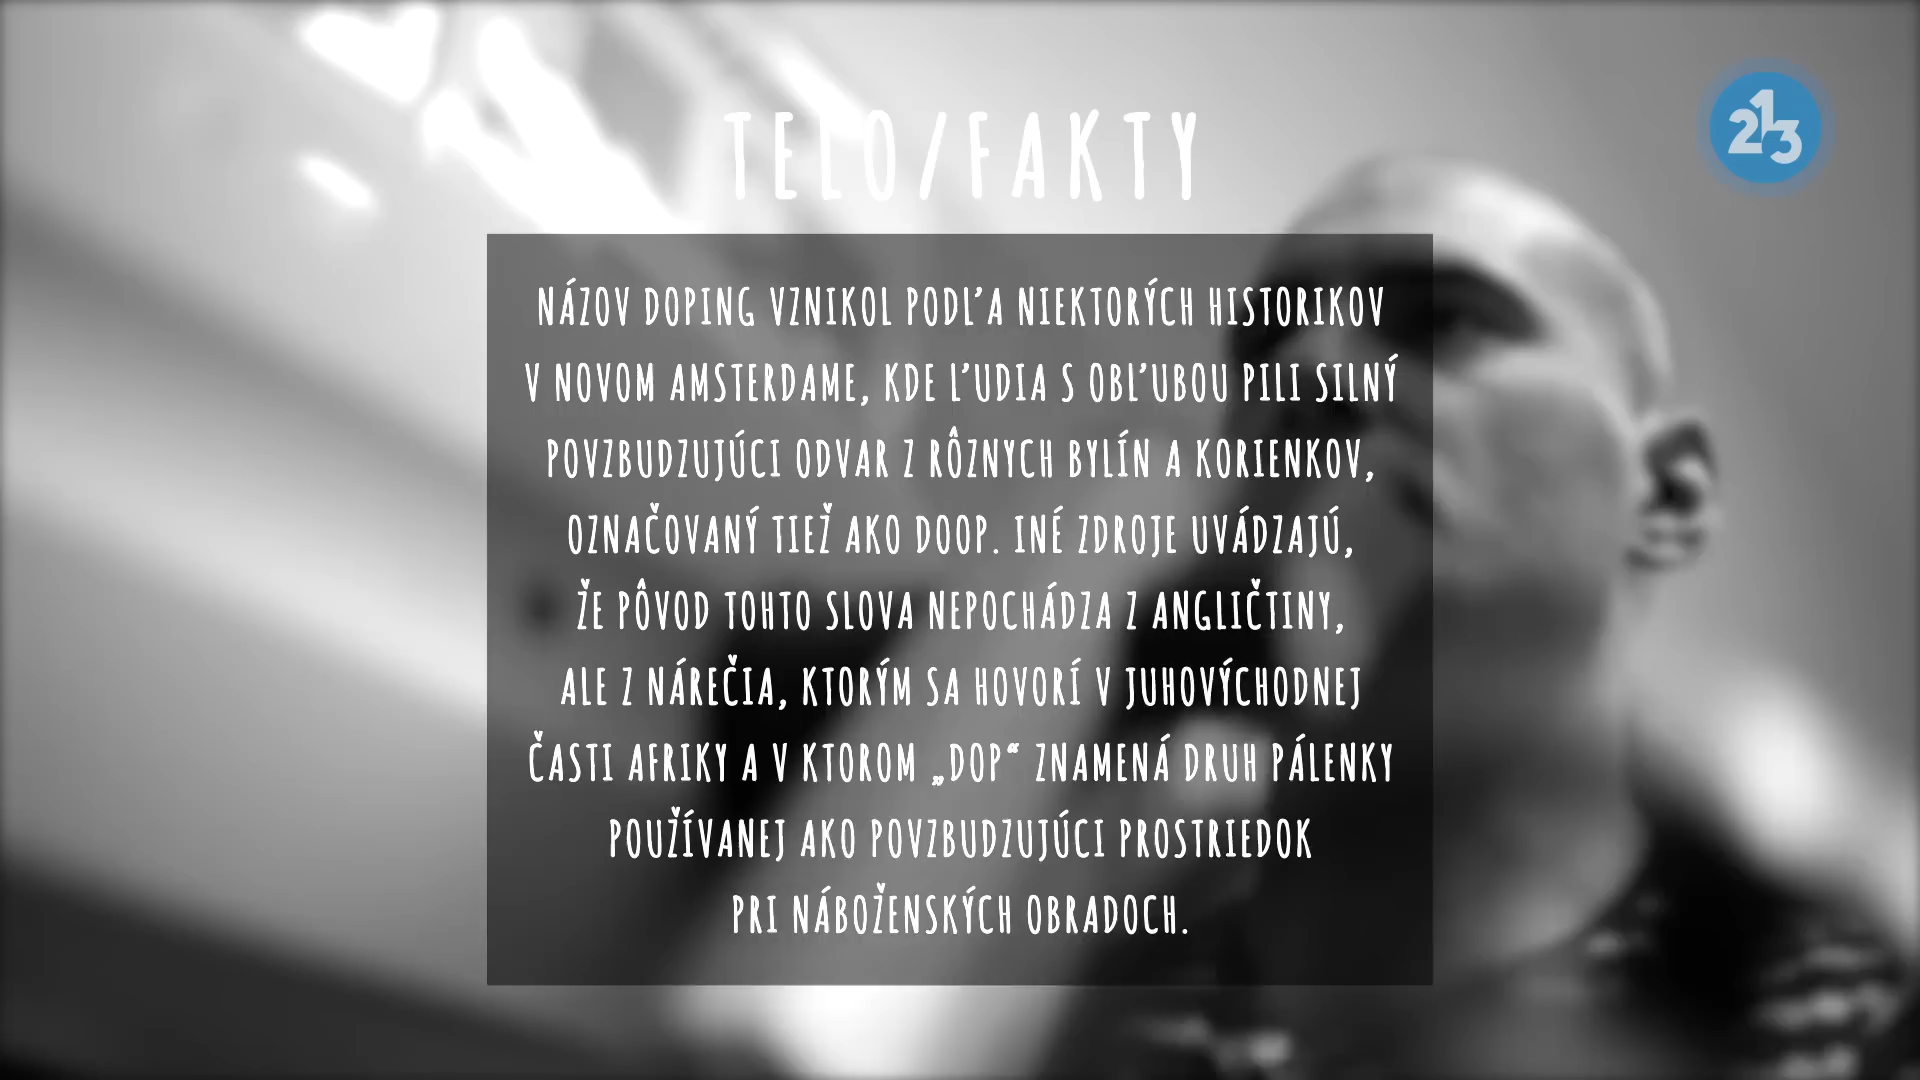 TELO/FAKTY
213
NÁZOV DOPING VZNIKOL PODĽA NIEKTORÝCH HISTORIKOV
V NOVOM AMSTERDAME, KDE ĽUDIA S OBĽUBOU PILI SILNÝ
POVZBUDZUJÚCI ODVAR Z RÔZNYCH BYLÍN A KORIENKOV,
OZNAČOVANÝ TIEŽ AKO DOOP. INÉ ZDROJE UVÁDZAJÚ,
ŽE PÔVOD TOHTO SLOVA NEPOCHÁDZA Z ANGLIČTINY,
ALE Z NÁREČIA, KTORÝM SA HOVORÍ V JUHOVÝCHODNEJ
ČASTI AFRIKY A V KTOROM „DOP“ ZNAMENÁ DRUH PÁLENKY
POUŽÍVANEJ AKO POVZBUDZUJÚCI PROSTRIEDOK
PRI NÁBOŽENSKÝCH OBRADOCH.